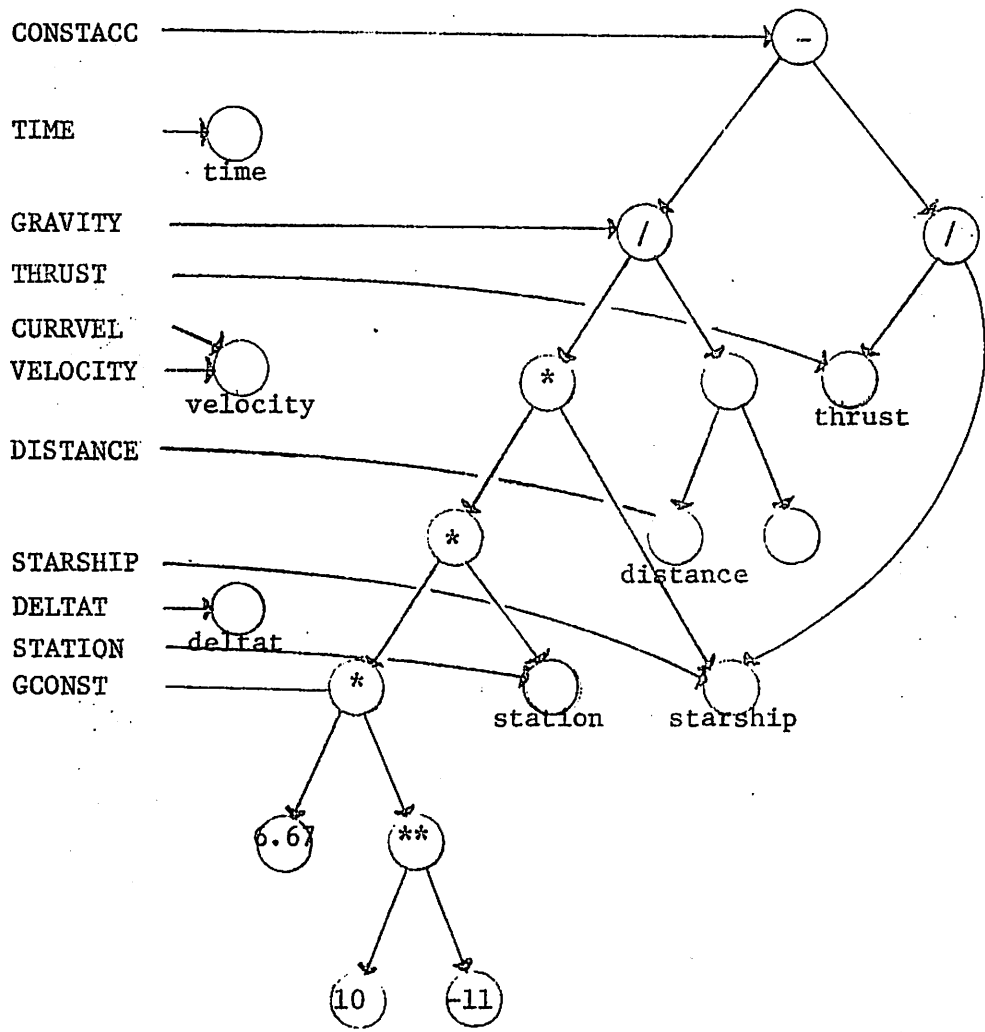 CONSTACC
-
TIME
time
GRAVITY
/
/
THRUST
CURRVEL
VELOCITY
*
velocity
thrust
DISTANCE
*
STARSHIP
distance
DELTAT
deltat
STATION
GCONST
*
station
starship
6.67
**
10
-11